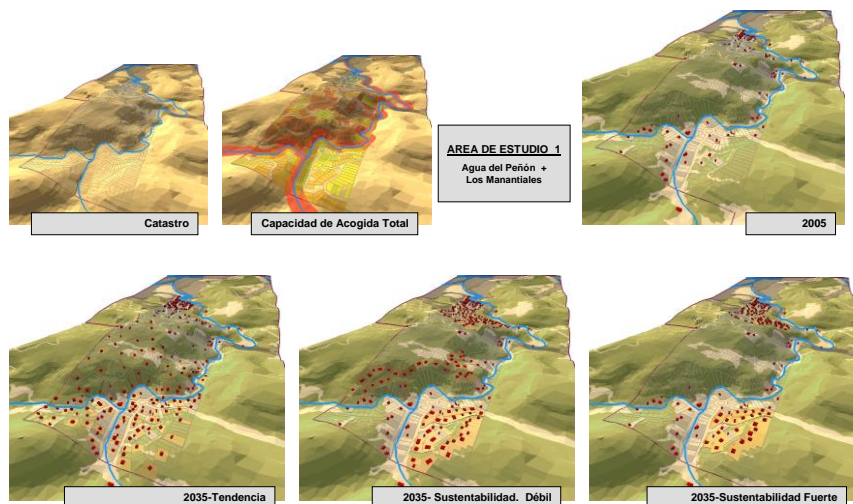 Catastro
Capacidad de Acogida Total
AREA DE ESTUDIO 1
Agua del Peñón +
Los Manantiales
2005
2035-Tendencia
2035- Sustentabilidad. Débil
2035-Sustentabilidad Fuerte